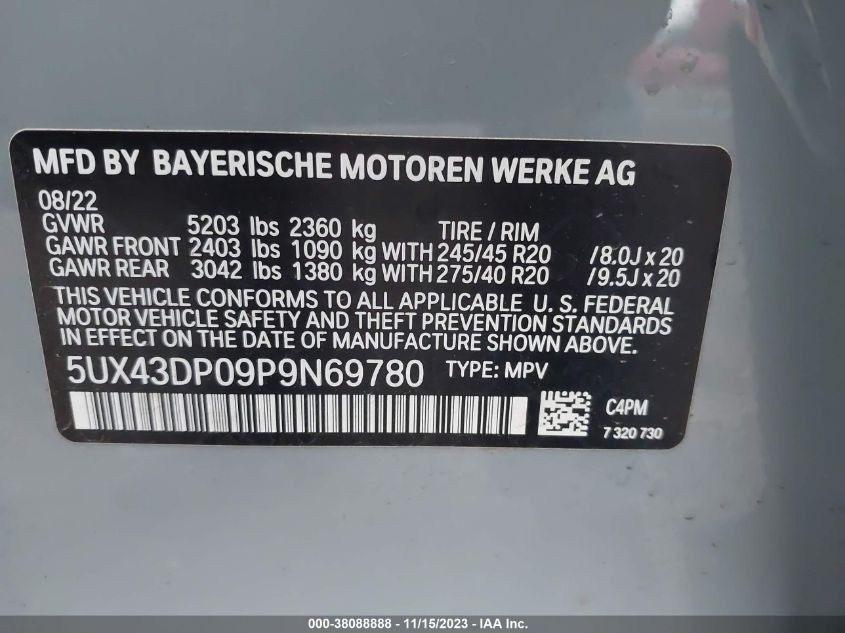 MFD BY BAYERISCHE MOTOREN WERKE AG
08/22
GVWR 5203 lbs 2360 kg TIRE / RIM
GAWR FRONT 2403 lbs 1090 kg WITH 245/45 R20 /8.0J x 20
GAWR REAR 3042 lbs 1380 kg WITH 275/40 R20 /9.5J x 20
THIS VEHICLE CONFORMS TO ALL APPLICABLE U. S. FEDERAL
MOTOR VEHICLE SAFETY AND THEFT PREVENTION STANDARDS
IN EFFECT ON THE DATE OF MANUFACTURE SHOWN ABOVE.
5UX43DP09P9N69780 TYPE: MPV
C4PM
7 320 730
000-38088888 - 11/15/2023 - IAA Inc.